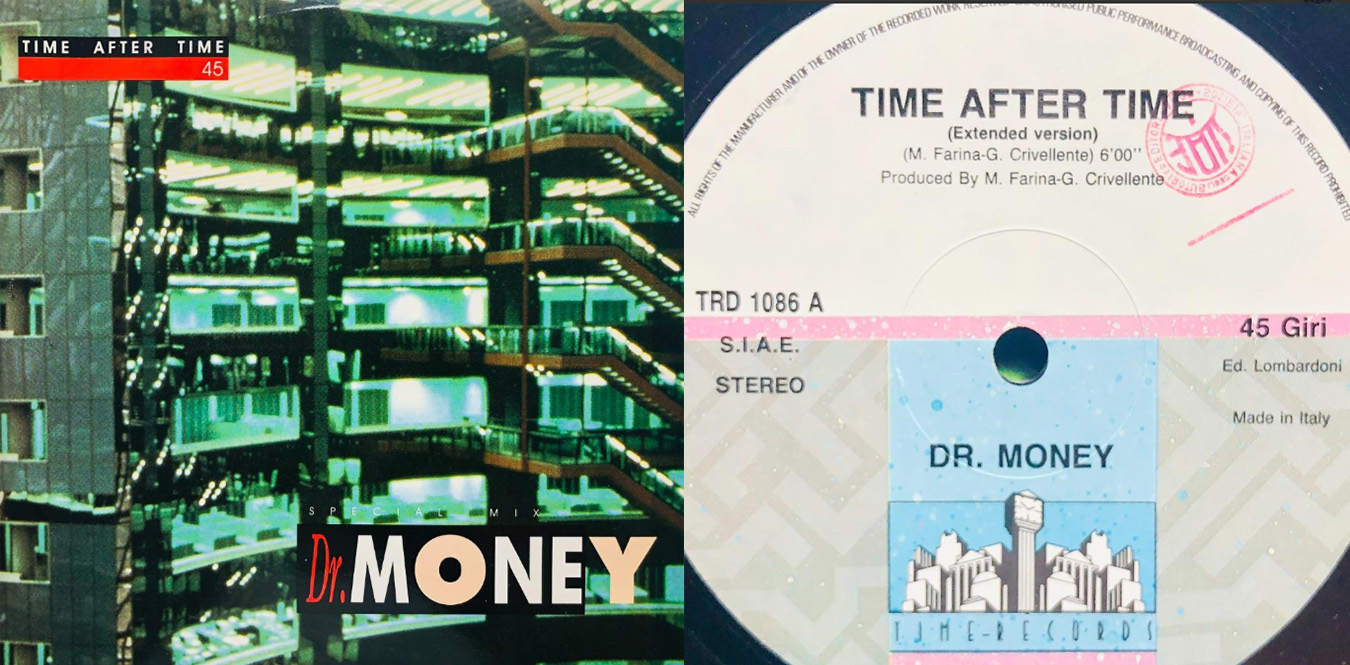 TIME AFTER TIME
45
SPECIAL MIX
Dr. MONEY
ALL RIGHTS OF THE MANUFACTURER AND OF THE OWNER OF THE RECORDED WORK RESERVED PUBLIC PERFORMANCE BROADCASTING AND COPYING OF THIS RECORD PROHIBITED
TIME AFTER TIME
(Extended version)
(M. Farina-G. Crivellente) 6'00''
Produced By M. Farina-G. Crivellente
TRD 1086 A
S.I.A.E.
STEREO
45 Giri
Ed. Lombardoni
Made in Italy
DR. MONEY
TIME-RECORDS